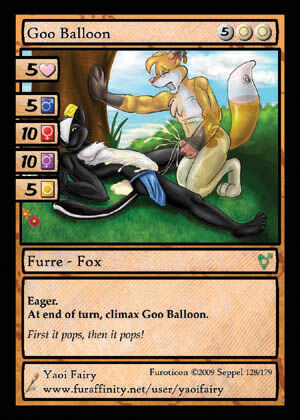 Goo Balloon 5
5
5
10
10
5
Furre - Fox
Eager.
At end of turn, climax Goo Balloon.
First it pops, then it pops!
Yaoi Fairy Furoticon ©2009 Seppel 128/179
www.furaffinity.net/user/yaoifairy